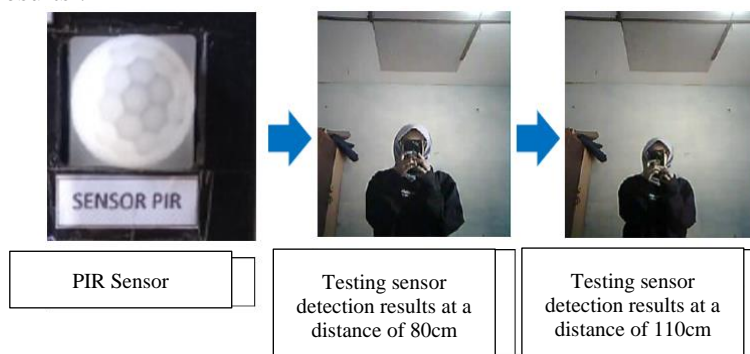 SENSOR PIR
PIR Sensor
Testing sensor
detection results at a
distance of 80cm
Testing sensor
detection results at a
distance of 110cm